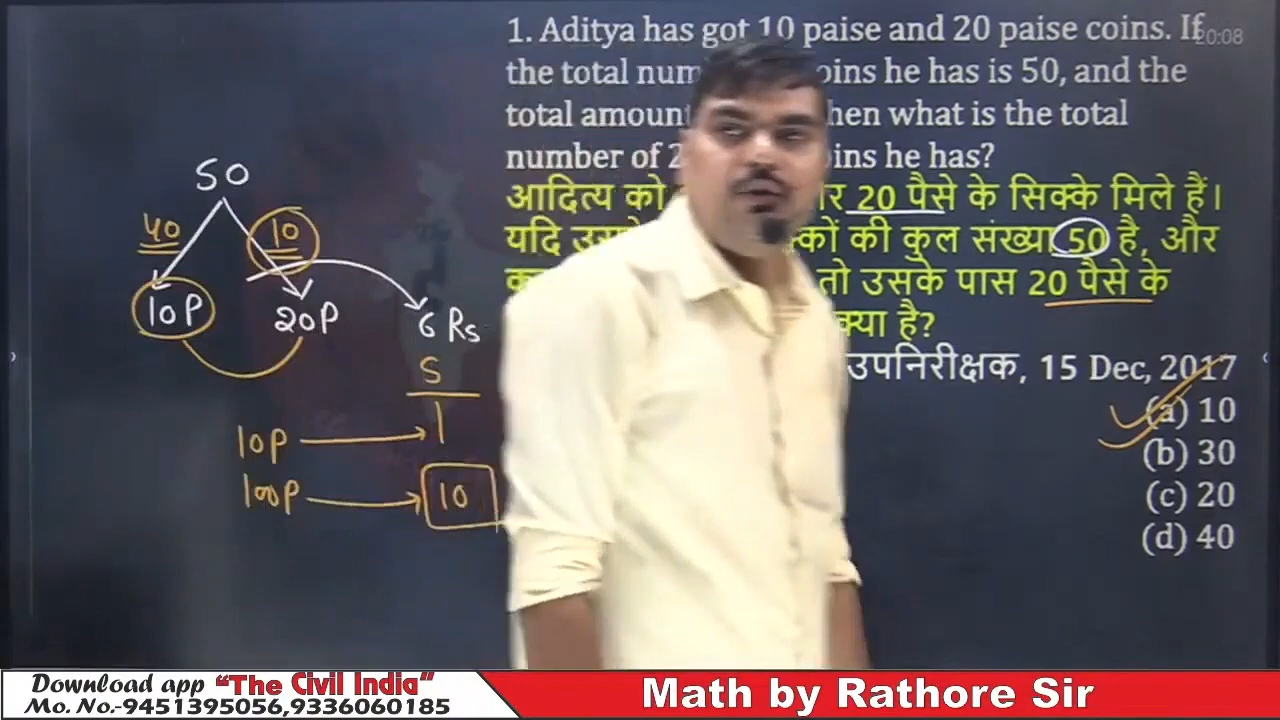 1. Aditya has got 10 paise and 20 paise coins. If
20:08
the total num oins he has is 50, and the
total amount hen what is the total
number of 2 ins he has?
आदित्य को र 20 पैसे के सिक्के मिले हैं।
यदि उस क्कों की कुल संख्या 50 है, और
तो उसके पास 20 पैसे के
क्या है?
उपनिरीक्षक, 15 Dec, 2017
(a) 10
(b) 30
(c) 20
(d) 40
50
40 10
10P 20P 6 Rs
5
10P 1
100P 10
Download app "The Civil India"
Mo. No.-9451395056,9336060185
Math by Rathore Sir